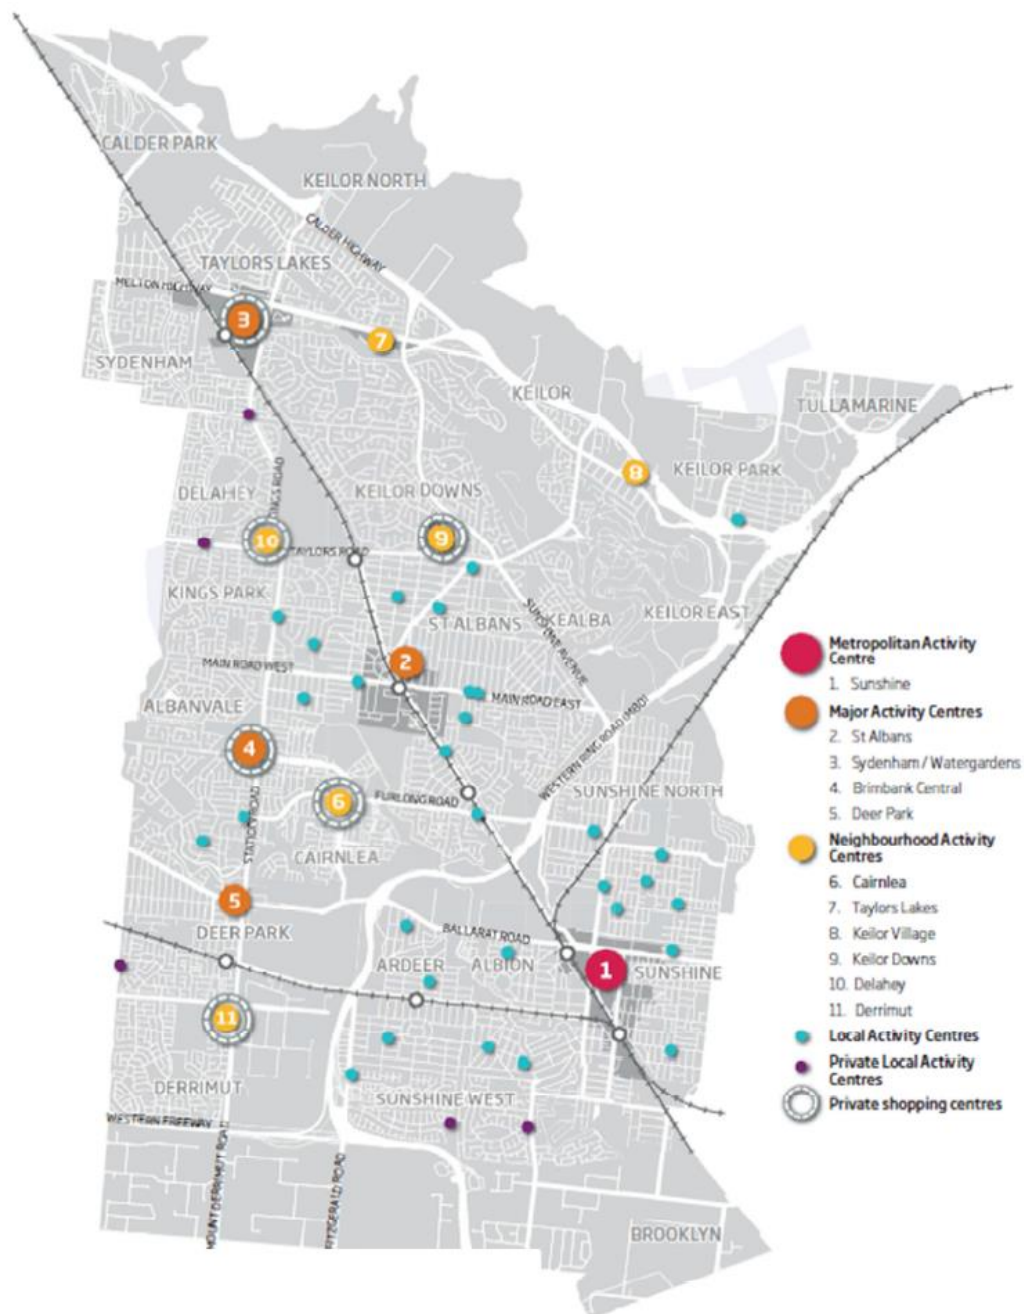 CALDER PARK
KEILOR NORTH
CALDER HIGHWAY
TAYLORS LAKES
MELTON HIGHWAY
3
7
SYDENHAM
KEILOR
TULLAMARINE
8
KEILOR PARK
DELAHEY
KINGS ROAD
KEILOR DOWNS
10
9
TAYLORS ROAD
KINGS PARK
ST ALBANS
SUNSHINE AVENUE
KEALBA
KEILOR EAST
2
MAIN ROAD WEST
MAIN ROAD EAST
ALBANVALE
4
WESTERN RING ROAD (M80)
SUNSHINE NORTH
6
FURLONG ROAD
STATION ROAD
CAIRNLEA
5
DEER PARK
BALLARAT ROAD
ARDEER
ALBION
1
SUNSHINE
11
DERRIMUT
SUNSHINE WEST
WESTERN FREEWAY
MOUNT DERRIMUT ROAD
FITZGERALD ROAD
BROOKLYN
Metropolitan Activity
Centre
1. Sunshine
Major Activity Centres
2. St Albans
3. Sydenham / Watergardens
4. Brimbank Central
5. Deer Park
Neighbourhood Activity
Centres
6. Cairnlea
7. Taylors Lakes
8. Keilor Village
9. Keilor Downs
10. Delahey
11. Derrimut
Local Activity Centres
Private Local Activity
Centres
Private shopping centres